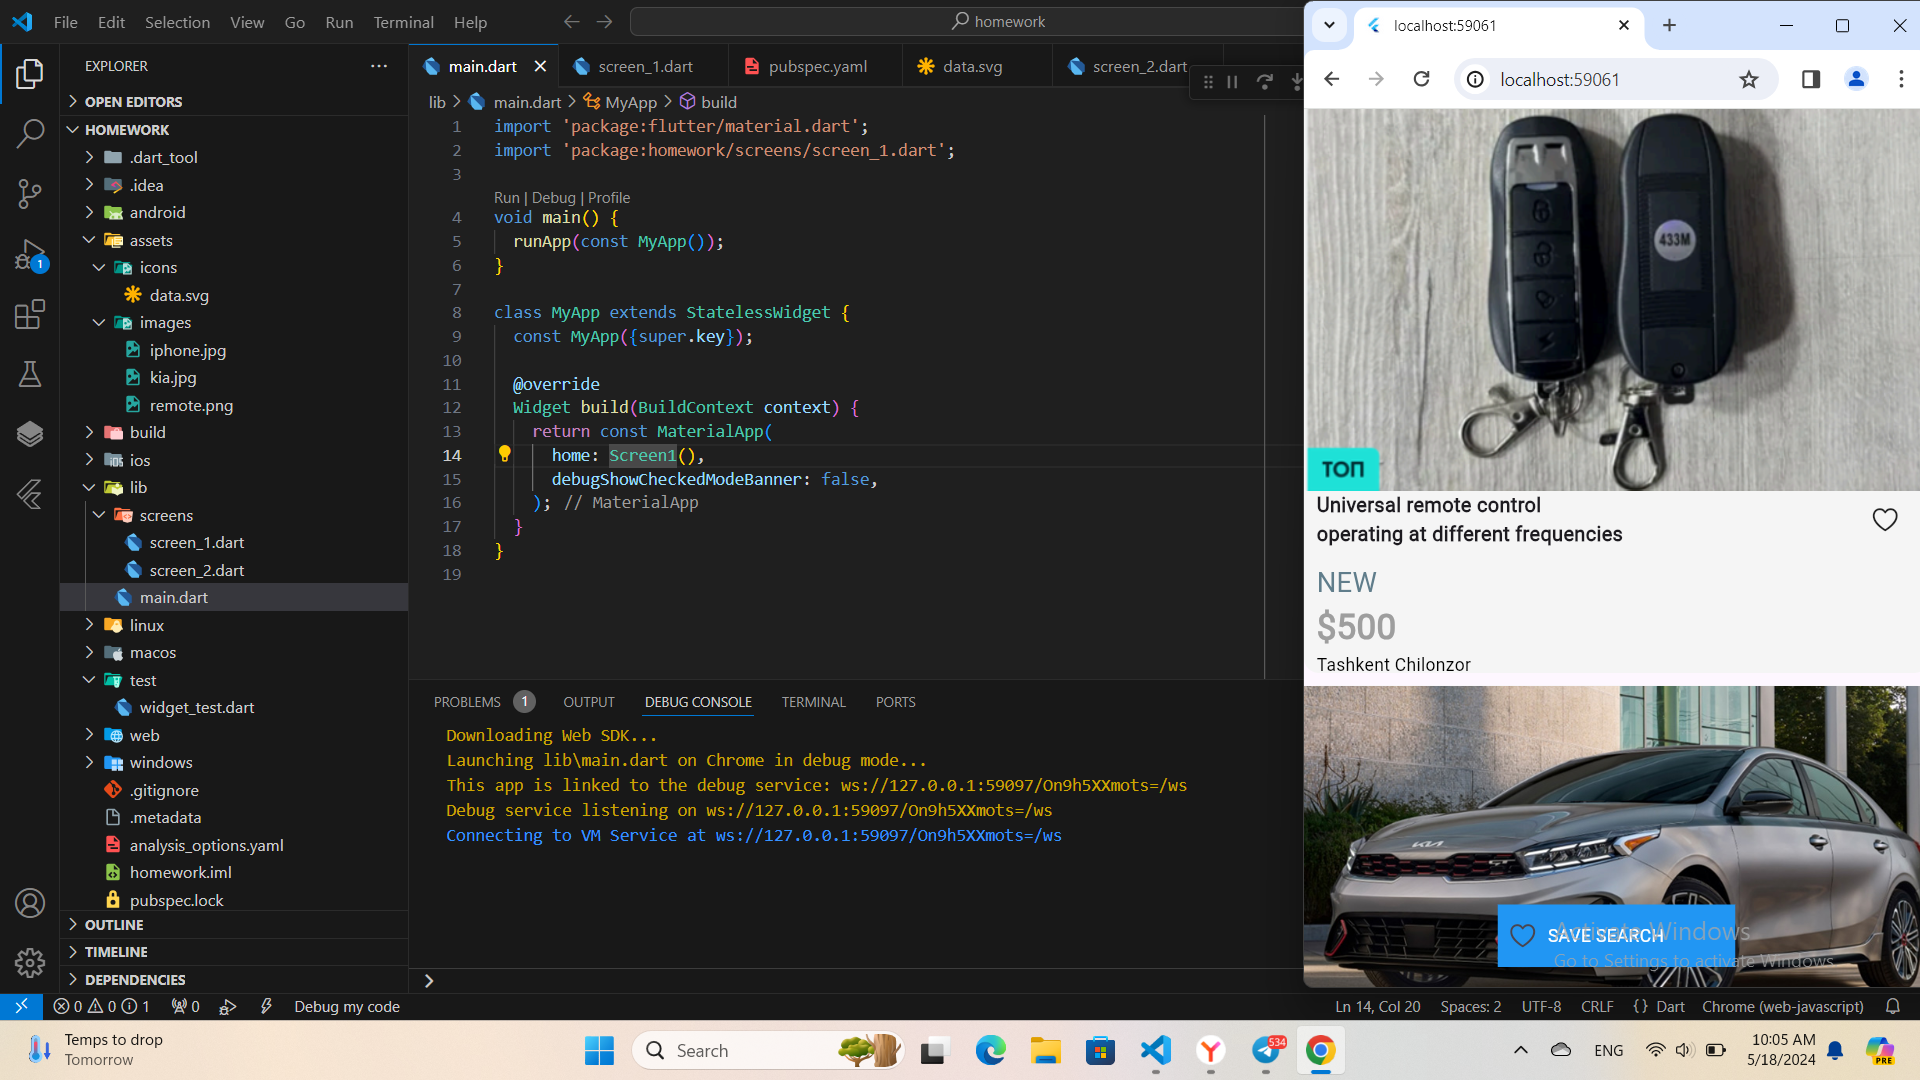 File Edit Selection View Go Run Terminal Help
homework
EXPLORER
OPEN EDITORS
HOMEWORK
.dart_tool
.idea
android
assets
icons
data.svg
images
iphone.jpg
kia.jpg
remote.png
build
ios
lib
screens
screen_1.dart
screen_2.dart
main.dart
linux
macos
test
widget_test.dart
web
windows
.gitignore
.metadata
analysis_options.yaml
homework.iml
pubspec.lock
OUTLINE
TIMELINE
DEPENDENCIES
1
main.dart screen_1.dart pubspec.yaml data.svg screen_2.dart
lib > main.dart > MyApp > build
1 import 'package:flutter/material.dart';
2 import 'package:homework/screens/screen_1.dart';
3
Run | Debug | Profile
4 void main() {
5 runApp(const MyApp());
6 }
7
8 class MyApp extends StatelessWidget {
9 const MyApp({super.key});
10
11 @override
12 Widget build(BuildContext context) {
13 return const MaterialApp(
14 home: Screen1(),
15 debugShowCheckedModeBanner: false,
16 ); // MaterialApp
17 }
18 }
19
PROBLEMS 1 OUTPUT DEBUG CONSOLE TERMINAL PORTS
Downloading Web SDK...
Launching lib\main.dart on Chrome in debug mode...
This app is linked to the debug service: ws://127.0.0.1:59097/On9h5XXmots=/ws
Debug service listening on ws://127.0.0.1:59097/On9h5XXmots=/ws
Connecting to VM Service at ws://127.0.0.1:59097/On9h5XXmots=/ws
localhost:59061
localhost:59061
433M
ТОП
Universal remote control
operating at different frequencies
NEW
$500
Tashkent Chilonzor
KIA
SAVE SEARCH
Activate Windows
Go to Settings to activate Windows.
0 0 1 0 Debug my code
Ln 14, Col 20 Spaces: 2 UTF-8 CRLF {} Dart Chrome (web-javascript)
Temps to drop
Tomorrow
Search
534
ENG
10:05 AM
5/18/2024
PRE